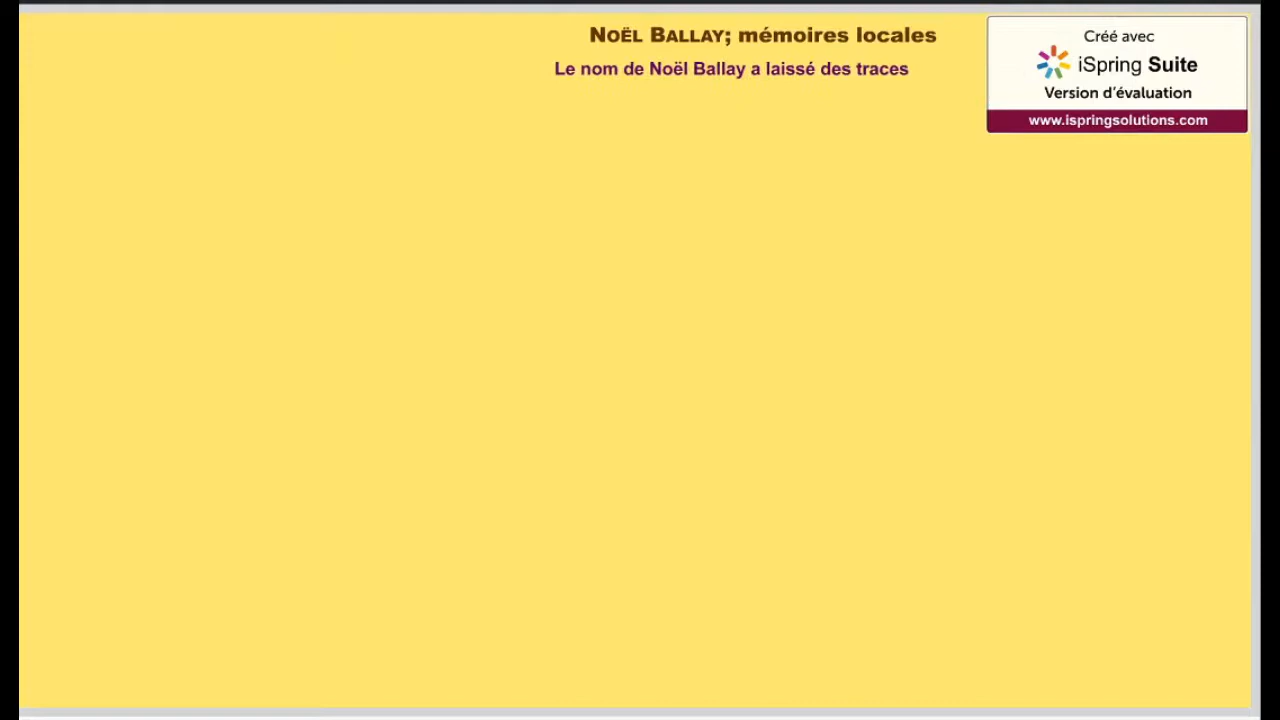 NOËL BALLAY; mémoires locales
Le nom de Noël Ballay a laissé des traces
Créé avec
iSpring Suite
Version d'évaluation
www.ispringsolutions.com